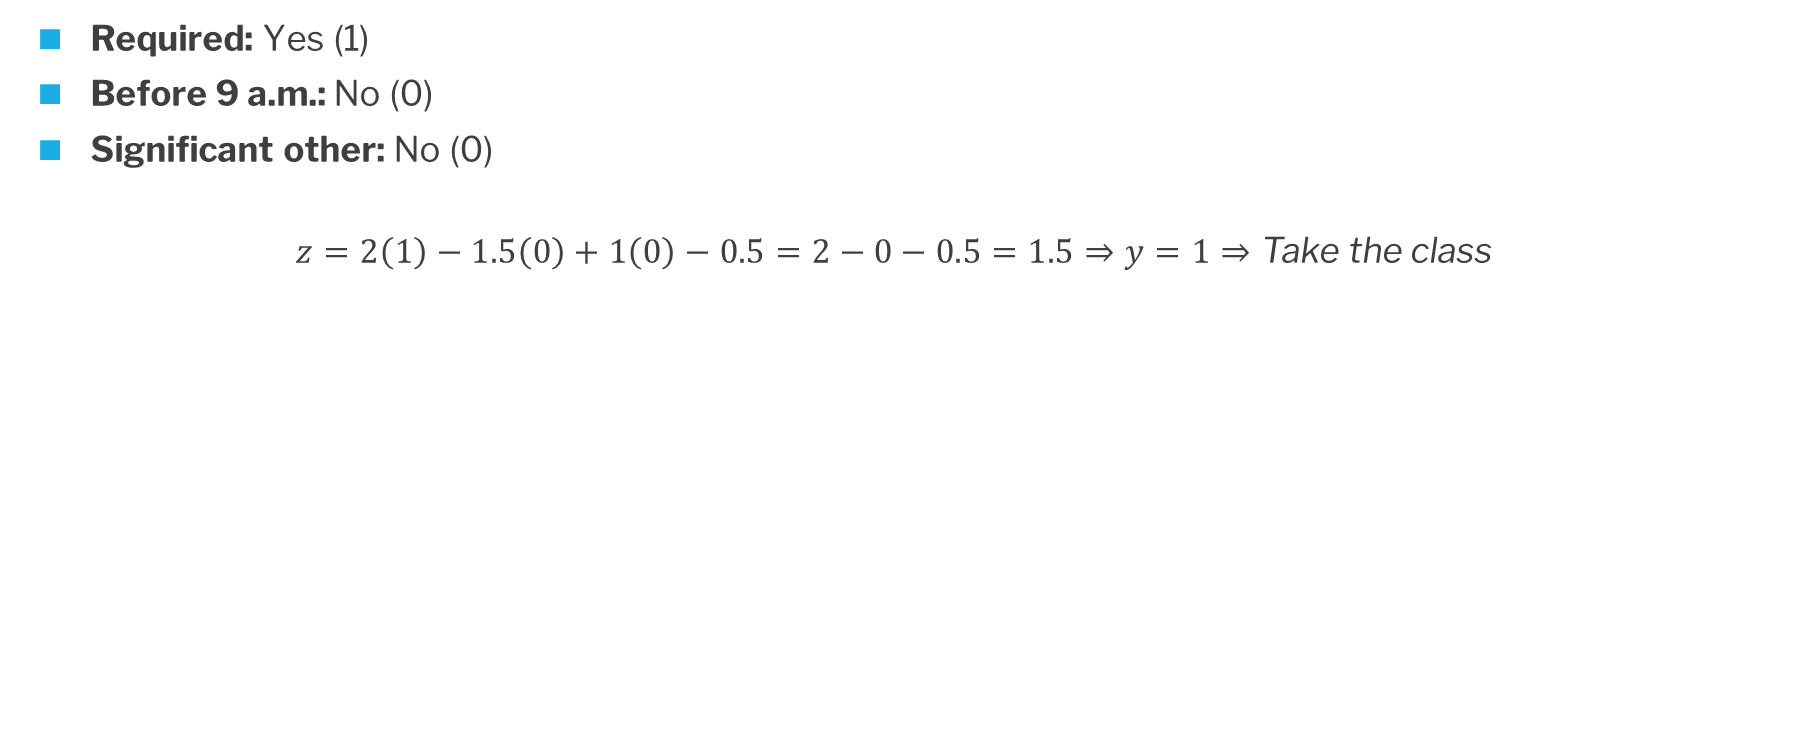 Required: Yes (1)
Before 9 a.m.: No (0)
Significant other: No (0)
z = 2(1) − 1.5(0) + 1(0) − 0.5 = 2 − 0 − 0.5 = 1.5 ⇒ y = 1 ⇒ Take the class